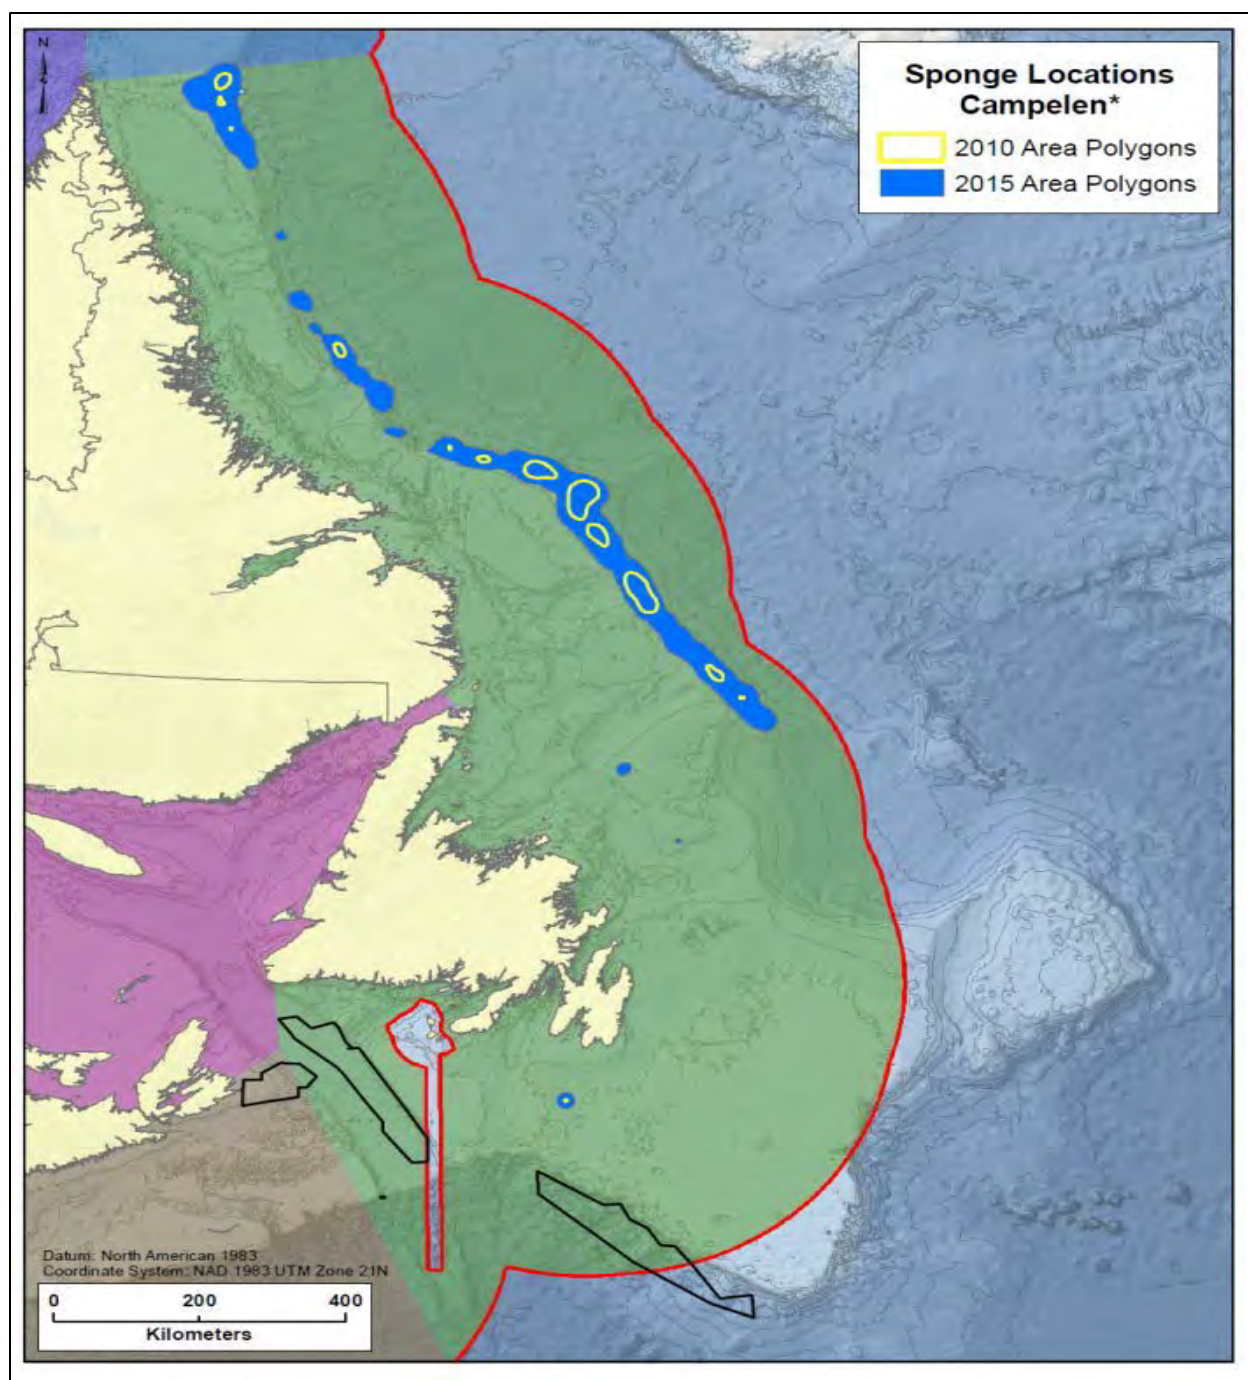 N
Sponge Locations
Campelen*
2010 Area Polygons
2015 Area Polygons
Datum: North American 1983
Coordinate System: NAD 1983 UTM Zone 21N
0 200 400
Kilometers